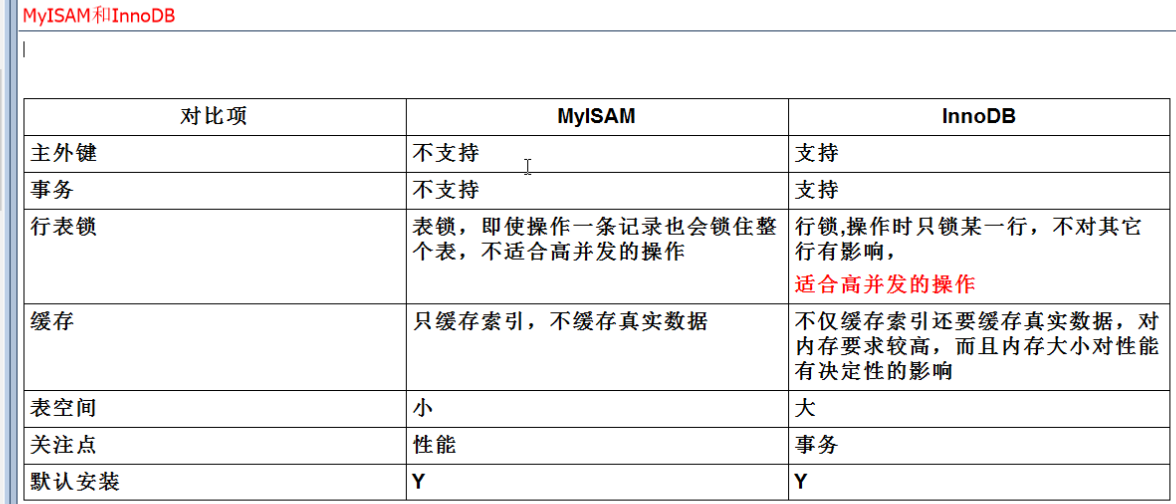 MyISAM和InnoDB
对比项 MyISAM InnoDB
主外键 不支持 支持
事务 不支持 支持
行表锁 表锁，即使操作一条记录也会锁住整 行锁,操作时只锁某一行，不对其它
个表，不适合高并发的操作 行有影响，
适合高并发的操作
缓存 只缓存索引，不缓存真实数据 不仅缓存索引还要缓存真实数据，对
内存要求较高，而且内存大小对性能
有决定性的影响
表空间 小 大
关注点 性能 事务
默认安装 Y Y